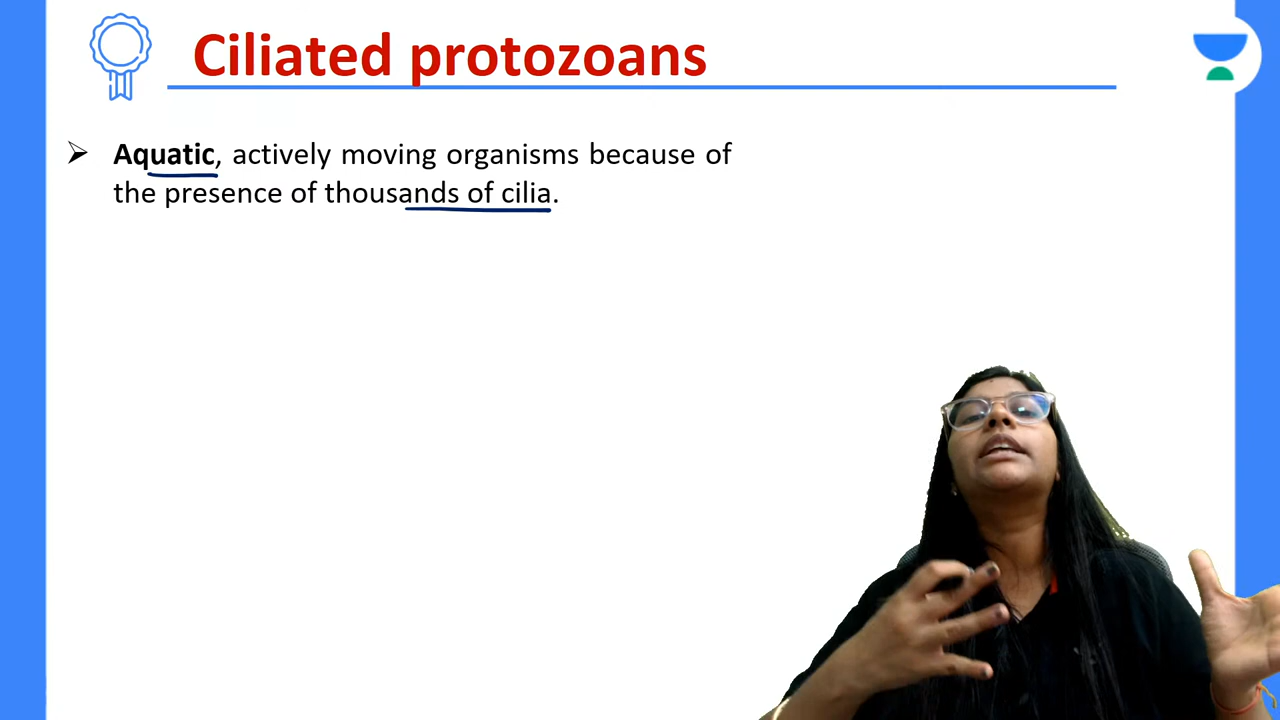 Ciliated protozoans
➢ Aquatic, actively moving organisms because of
the presence of thousands of cilia.